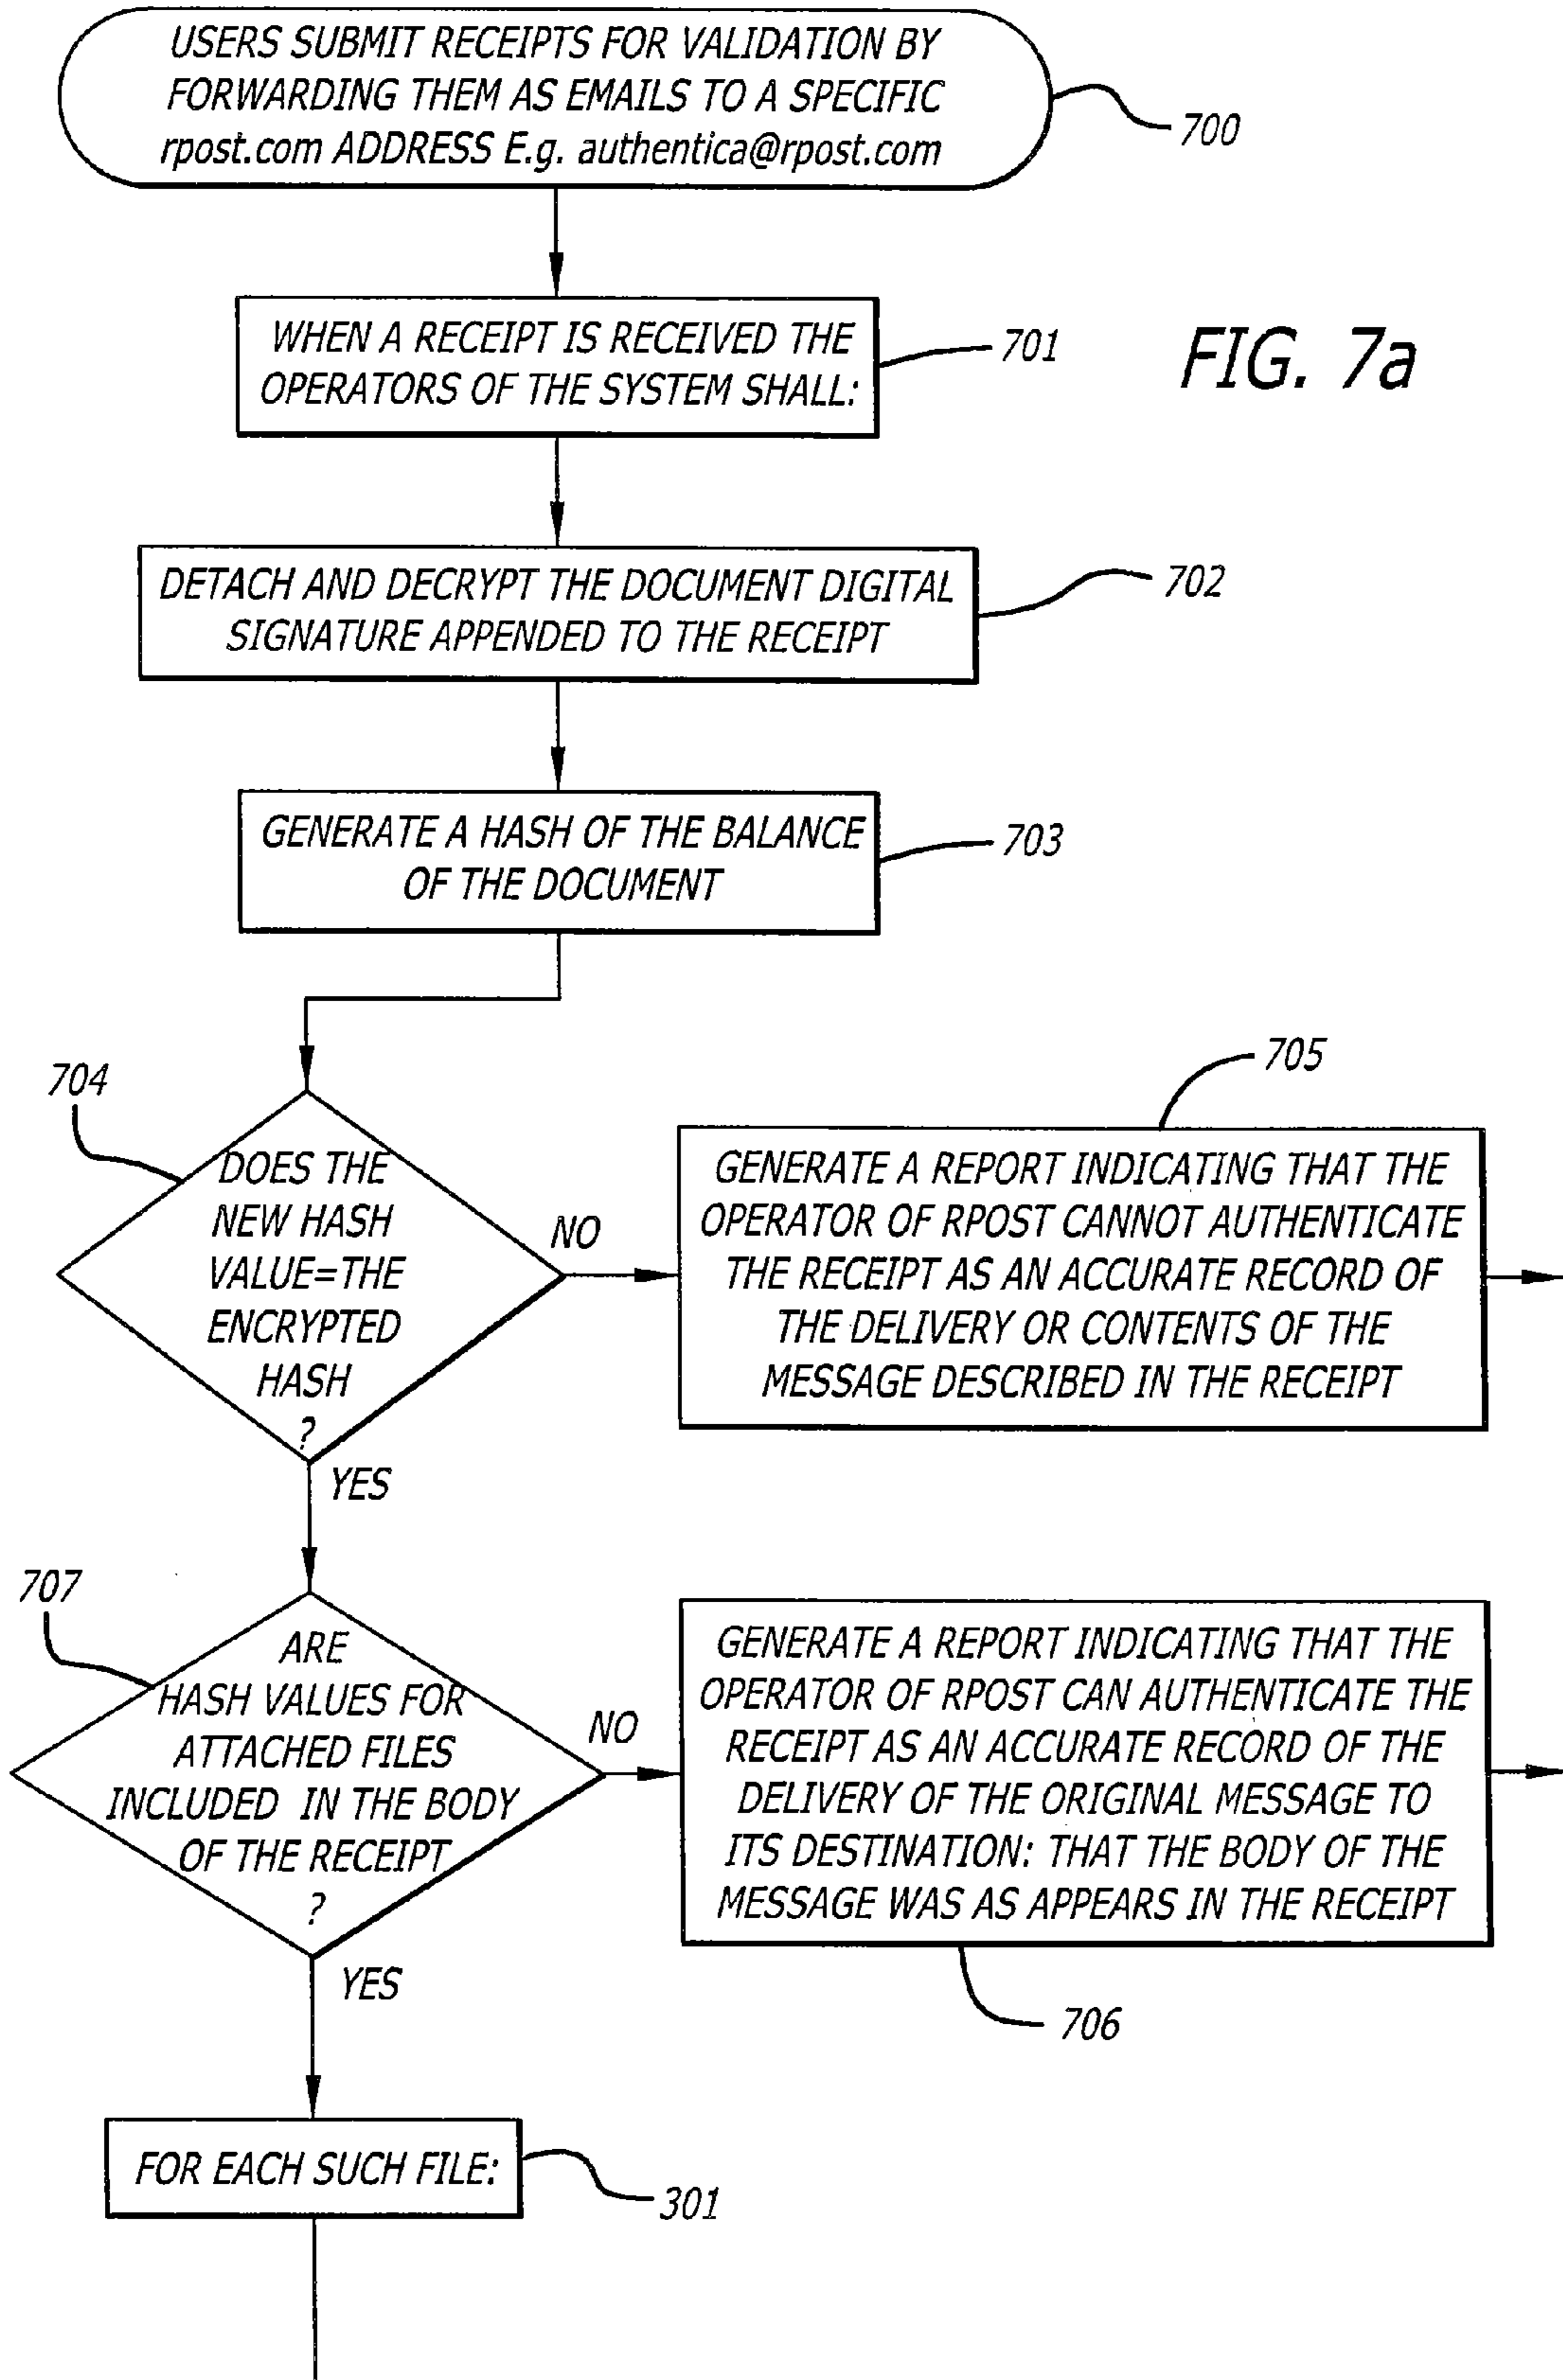 USERS SUBMIT RECEIPTS FOR VALIDATION BY
FORWARDING THEM AS EMAILS TO A SPECIFIC
rpost.com ADDRESS E.g. authentica@rpost.com
700
WHEN A RECEIPT IS RECEIVED THE
OPERATORS OF THE SYSTEM SHALL:
701
FIG. 7a
DETACH AND DECRYPT THE DOCUMENT DIGITAL
SIGNATURE APPENDED TO THE RECEIPT
702
GENERATE A HASH OF THE BALANCE
OF THE DOCUMENT
703
704
DOES THE
NEW HASH
VALUE=THE
ENCRYPTED
HASH
?
NO
YES
705
GENERATE A REPORT INDICATING THAT THE
OPERATOR OF RPOST CANNOT AUTHENTICATE
THE RECEIPT AS AN ACCURATE RECORD OF
THE DELIVERY OR CONTENTS OF THE
MESSAGE DESCRIBED IN THE RECEIPT
707
ARE
HASH VALUES FOR
ATTACHED FILES
INCLUDED IN THE BODY
OF THE RECEIPT
?
NO
YES
GENERATE A REPORT INDICATING THAT THE
OPERATOR OF RPOST CAN AUTHENTICATE THE
RECEIPT AS AN ACCURATE RECORD OF THE
DELIVERY OF THE ORIGINAL MESSAGE TO
ITS DESTINATION: THAT THE BODY OF THE
MESSAGE WAS AS APPEARS IN THE RECEIPT
706
FOR EACH SUCH FILE:
301